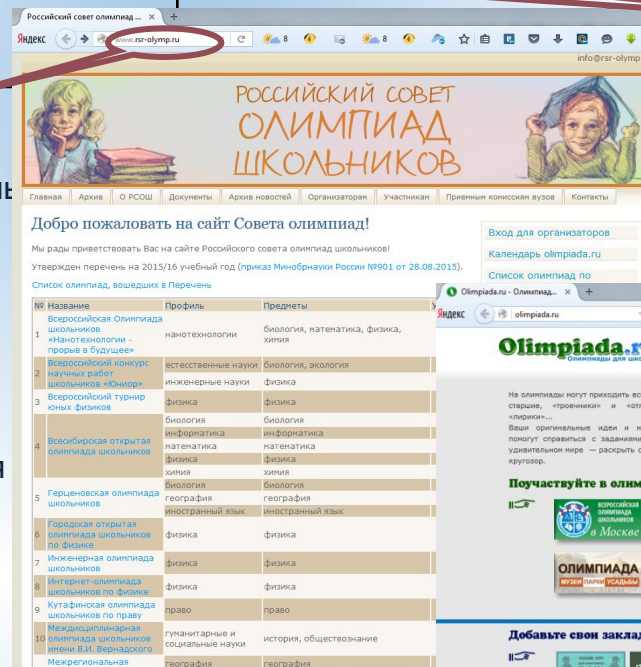 Российский совет олимпиад ...
Яндекс
www.rsr-olymp.ru
8
8
info@rsr-olymp
РОССИЙСКИЙ СОВЕТ
ОЛИМПИАД
ШКОЛЬНИКОВ
Главная Архив О РСОШ Документы Архив новостей Организаторам Участникам Приемным комиссиям вузов Контакты
Добро пожаловать на сайт Совета олимпиад!
Мы рады приветствовать Вас на сайте Российского совета олимпиад школьников!
Утвержден перечень на 2015/16 учебный год (приказ Минобрнауки России №901 от 28.08.2015).
Список олимпиад, вошедших в Перечень
Вход для организаторов
Календарь olimpiada.ru
Список олимпиад по
№ Название Профиль Предметы У
1 Всероссийская Олимпиада
школьников
«Нанотехнологии -
прорыв в будущее»
нанотехнологии
биология, математика, физика,
химия
2 Всероссийский конкурс
научных работ
школьников «Юниор»
естественные науки биология, экология
инженерные науки физика
3 Всероссийский турнир
юных физиков
физика физика
4 Всесибирская открытая
олимпиада школьников
биология биология
информатика информатика
математика математика
физика физика
химия химия
5 Герценовская олимпиада
школьников
биология биология
география география
иностранный язык иностранный язык
6 Городская открытая
олимпиада школьников
по физике
физика физика
7 Инженерная олимпиада
школьников
физика физика
8 Интернет-олимпиада
школьников по физике
физика физика
9 Кутафинская олимпиада
школьников по праву
право право
10 Междисциплинарная
олимпиада школьников
имени В.И. Вернадского
гуманитарные и
социальные науки
история, обществознание
Межрегиональная
география география
Olimpiada.ru - Олимпиад...
Яндекс
olimpiada.ru
Olimpiada.r
Олимпиады для шк
На олимпиады могут приходить вс
старшие, «троечники» и «отл
«лирики»...
Ваши оригинальные идеи и н
помогут справиться с заданиями
удивительном мире — раскрыть с
кругозор.
Поучаствуйте в олим
ВСЕРОССИЙСКАЯ
ОЛИМПИАДА
ШКОЛЬНИКОВ
в Москве
ОЛИМПИАДА
МУЗЕИ ПАРКИ УСАДЬБЫ
Добавьте свои заклад
нь
я